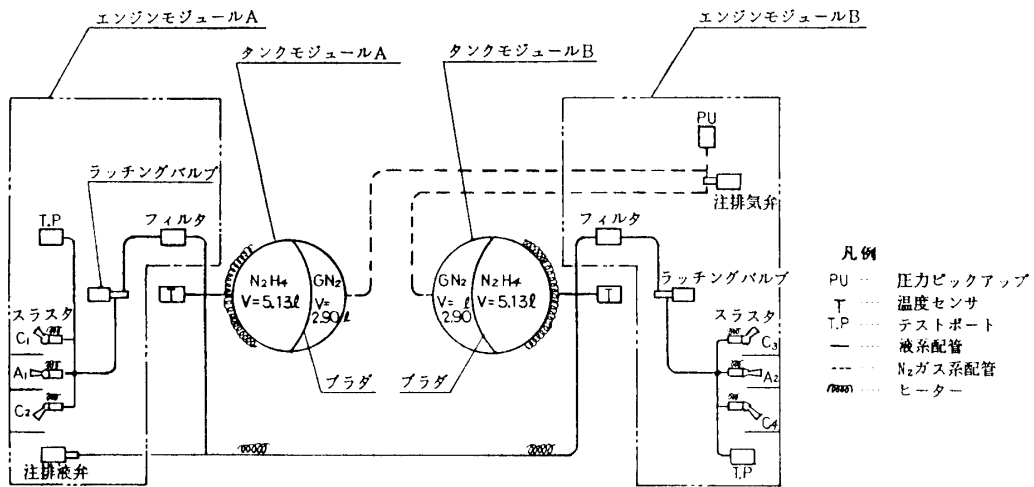 エンジンモジュールA
エンジンモジュールB
タンクモジュールA
タンクモジュールB
PU
ラッチングバルブ
注排気弁
T.P
フィルタ
フィルタ
凡例
N₂H₄
V=5.13ℓ
GN₂
V=
2.90ℓ
GN₂
V= ℓ
2.90
N₂H₄
V=5.13ℓ
T
T
ラッチングバルブ
PU ‥‥ 圧力ピックアップ
T ‥‥ 温度センサ
T.P ‥‥ テストポート
― ‥‥ 液系配管
--- ‥‥ N₂ガス系配管
‥‥ ヒーター
スラスタ
C₁
A₁
C₂
ブラダ
ブラダ
スラスタ
C₃
A₂
C₄
注排液弁
T.P